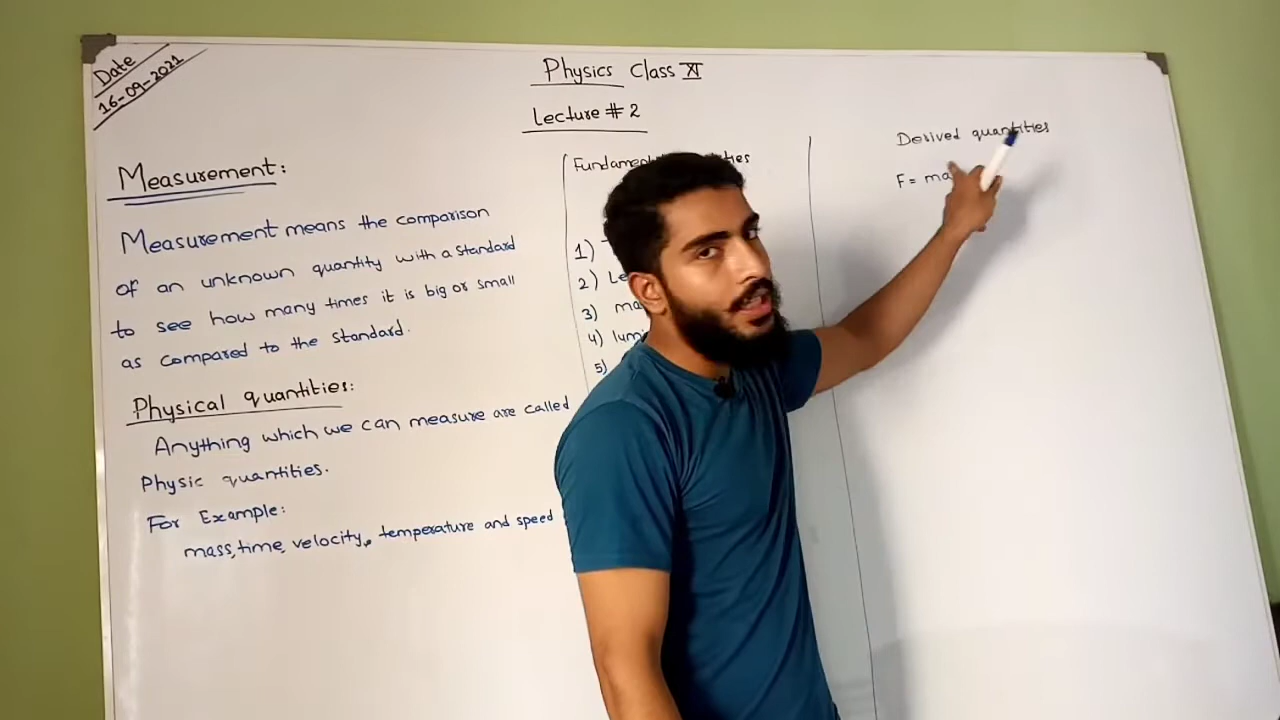 Date
16-09-2021
Physics Class XI
Lecture # 2
Measurement:
Measurement means the comparison
of an unknown quantity with a standard
to see how many times it is big or small
as compared to the standard.
Physical quantities:
Anything which we can measure are called
Physic quantities.
For Example:
mass, time, velocity, temperature and speed
1)
2)
3)
4)
5)
Derived quantities
F = ma